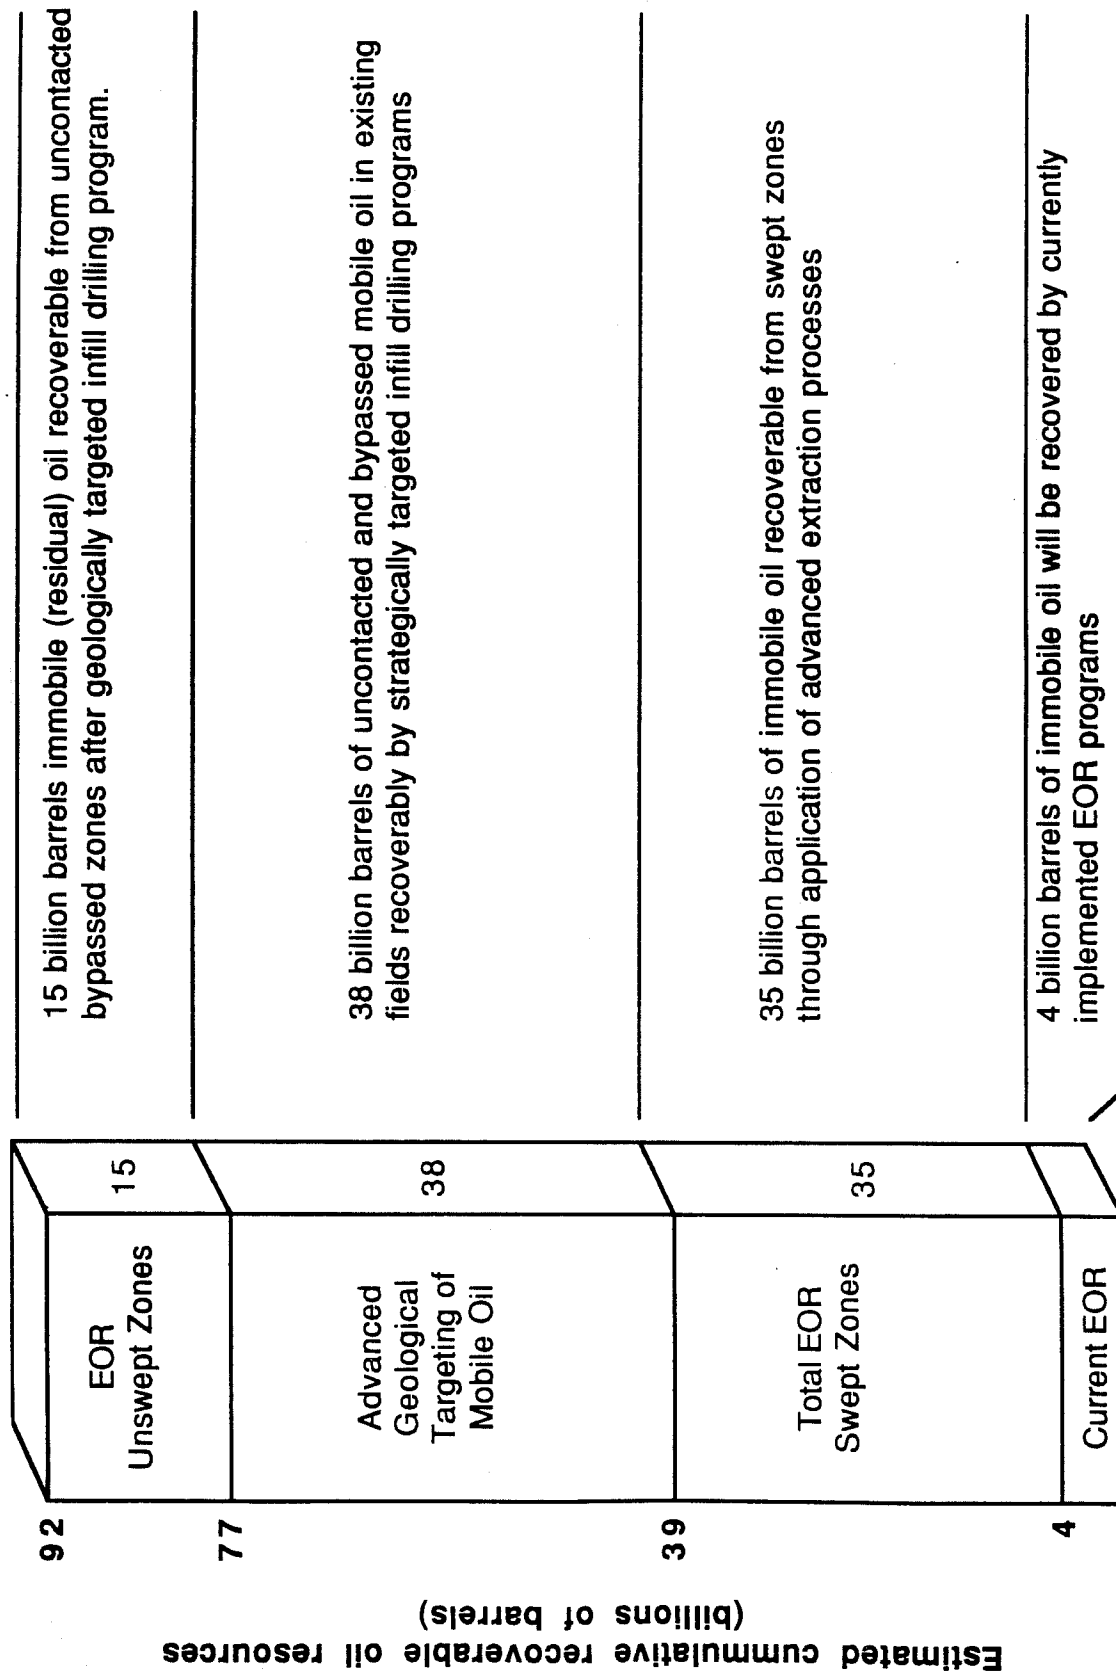 Estimated cummulative recoverable oil resources
(billions of barrels)
92
77
39
4
EOR
Unswept Zones
15
15 billion barrels immobile (residual) oil recoverable from uncontacted
bypassed zones after geologically targeted infill drilling program.
Advanced
Geological
Targeting of
Mobile Oil
38
38 billion barrels of uncontacted and bypassed mobile oil in existing
fields recoverably by strategically targeted infill drilling programs
Total EOR
Swept Zones
35
35 billion barrels of immobile oil recoverable from swept zones
through application of advanced extraction processes
Current EOR
4 billion barrels of immobile oil will be recovered by currently
implemented EOR programs